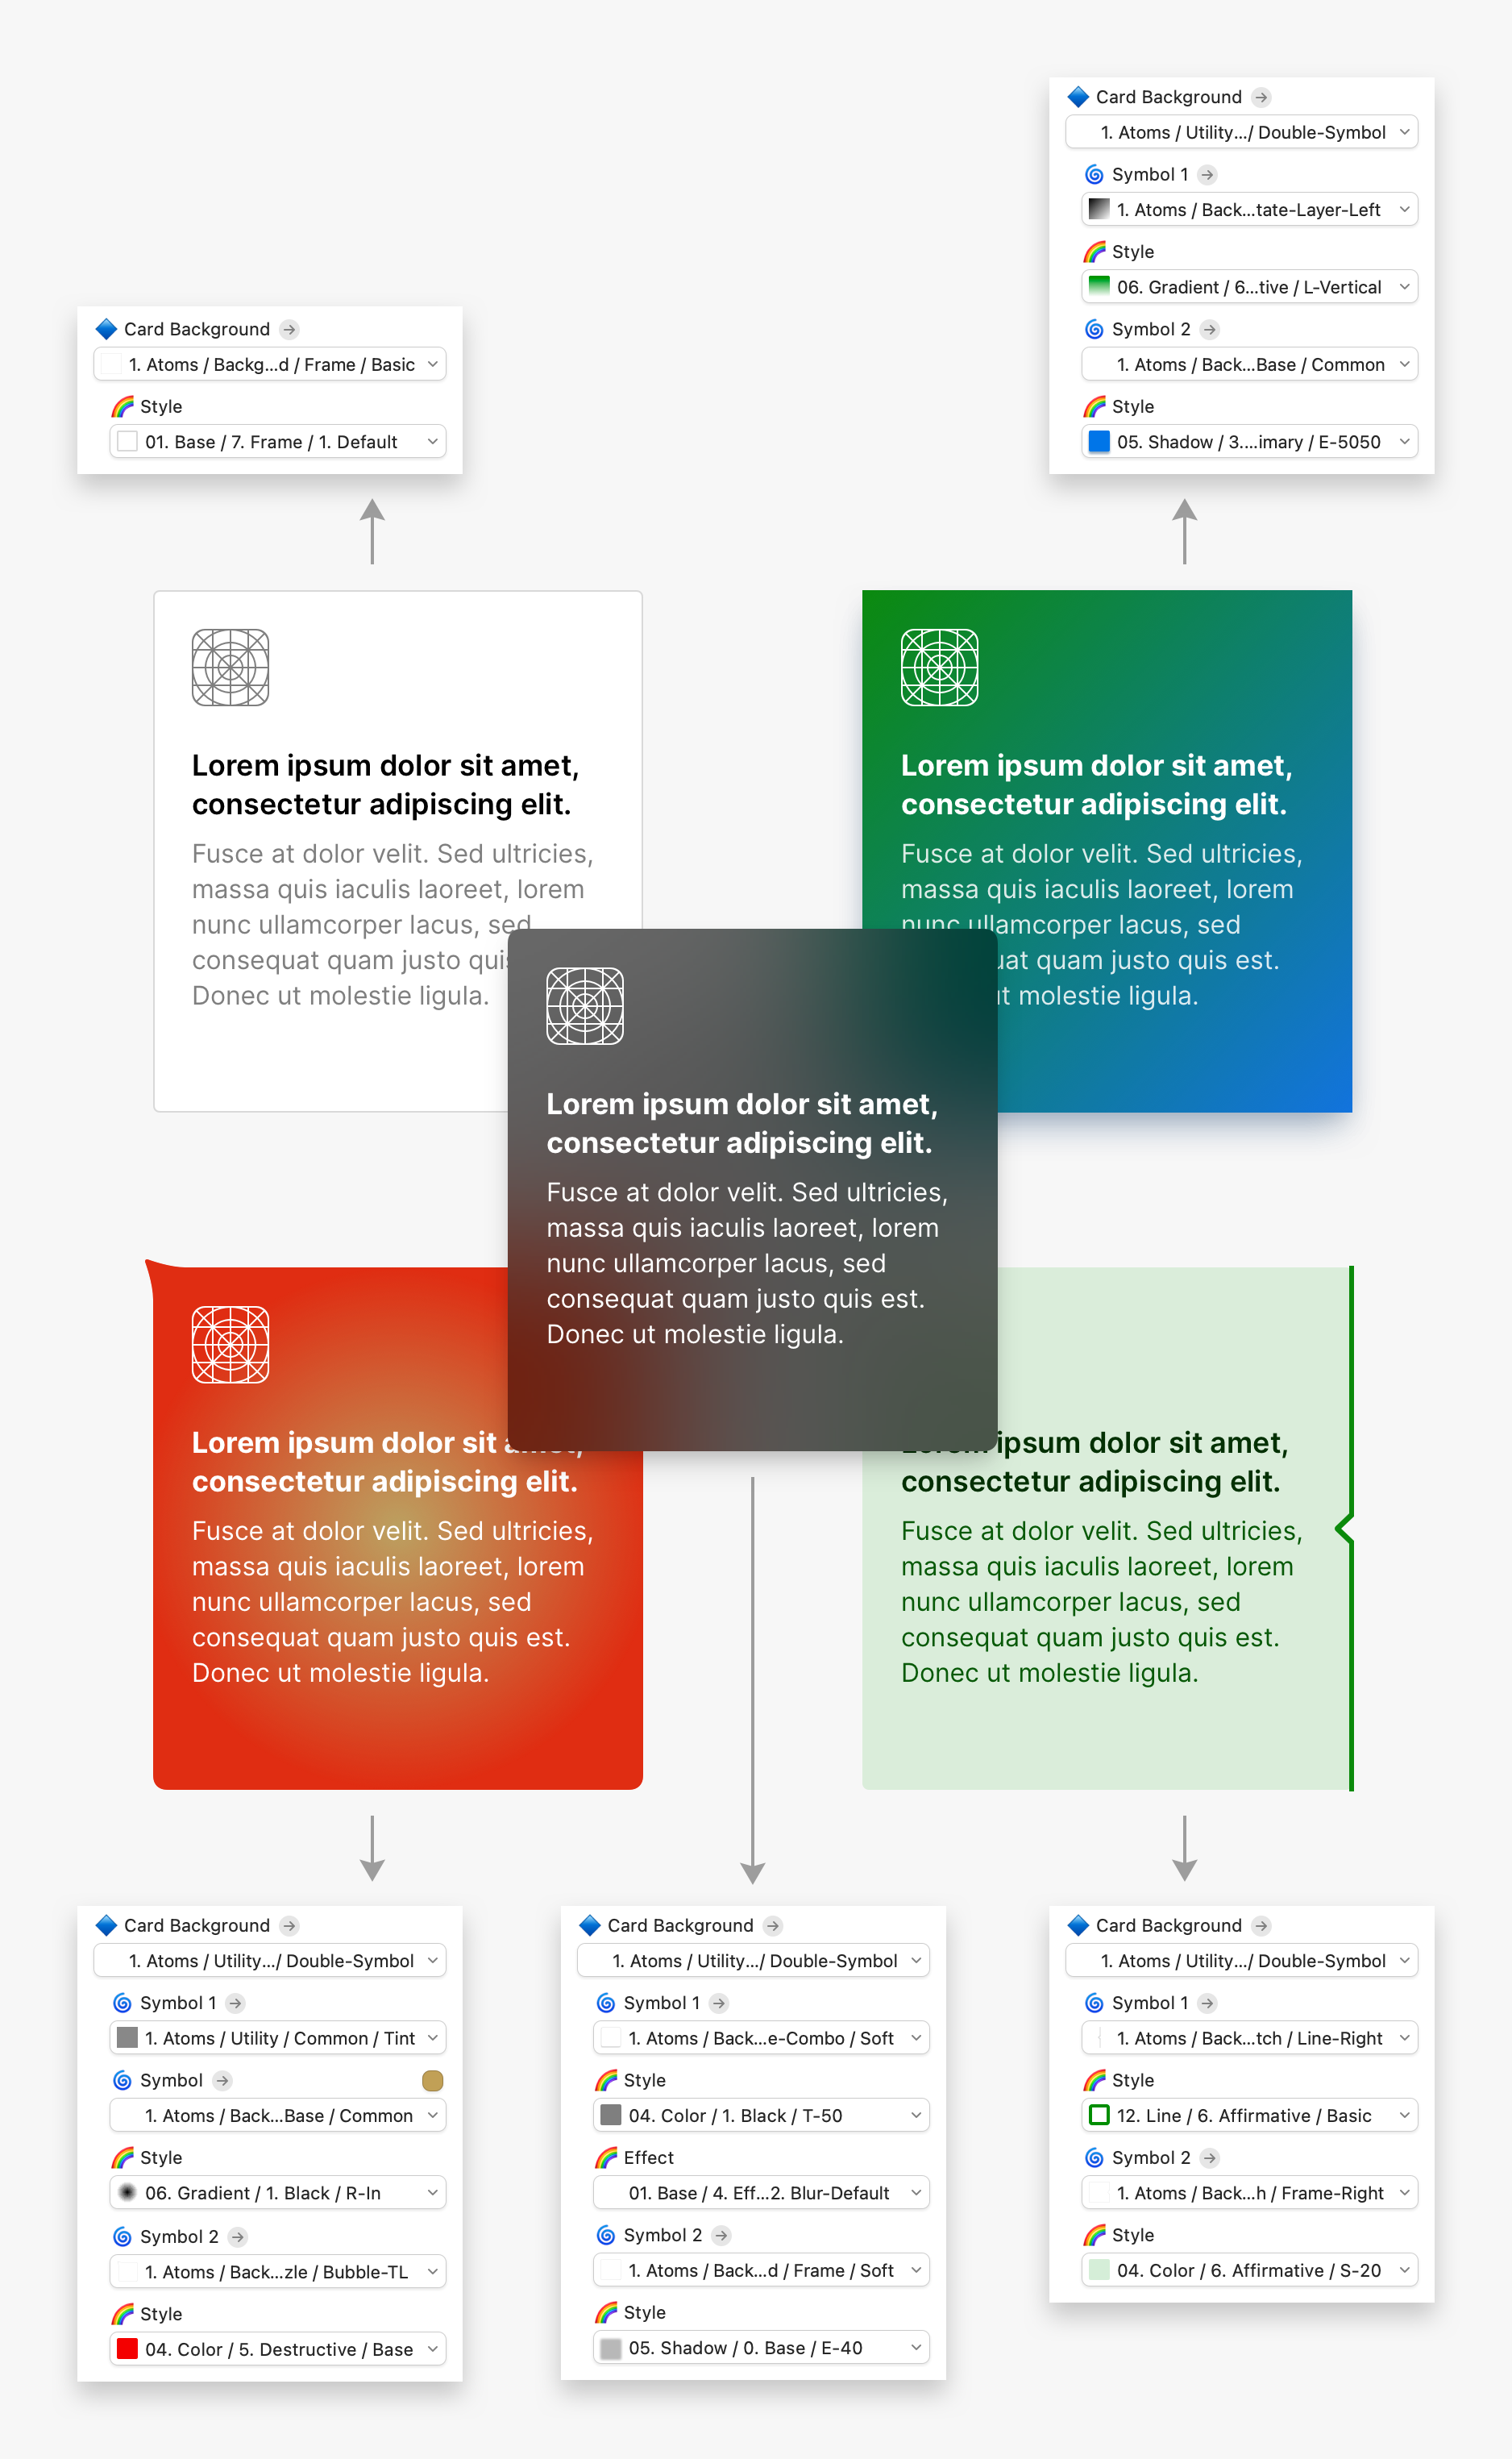 Card Background
1. Atoms / Utility.../ Double-Symbol
Symbol 1
1. Atoms / Back...tate-Layer-Left
Style
06. Gradient / 6...tive / L-Vertical
Symbol 2
1. Atoms / Back...Base / Common
Style
05. Shadow / 3....imary / E-5050
Card Background
1. Atoms / Backg...d / Frame / Basic
Style
01. Base / 7. Frame / 1. Default
Lorem ipsum dolor sit amet,
consectetur adipiscing elit.
Fusce at dolor velit. Sed ultricies,
massa quis iaculis laoreet, lorem
nunc ullamcorper lacus, sed
consequat quam justo quis
Donec ut molestie ligula.
Lorem ipsum dolor sit amet,
consectetur adipiscing elit.
Fusce at dolor velit. Sed ultricies,
massa quis iaculis laoreet, lorem
nunc ullamcorper lacus, sed
quam justo quis est.
molestie ligula.
Lorem ipsum dolor sit amet,
consectetur adipiscing elit.
Fusce at dolor velit. Sed ultricies,
massa quis iaculis laoreet, lorem
nunc ullamcorper lacus, sed
consequat quam justo quis est.
Donec ut molestie ligula.
Lorem ipsum dolor sit amet,
consectetur adipiscing elit.
Fusce at dolor velit. Sed ultricies,
massa quis iaculis laoreet, lorem
nunc ullamcorper lacus, sed
consequat quam justo quis est.
Donec ut molestie ligula.
Lorem ipsum dolor sit amet,
consectetur adipiscing elit.
Fusce at dolor velit. Sed ultricies,
massa quis iaculis laoreet, lorem
nunc ullamcorper lacus, sed
consequat quam justo quis est.
Donec ut molestie ligula.
Card Background
1. Atoms / Utility.../ Double-Symbol
Symbol 1
1. Atoms / Utility / Common / Tint
Symbol
1. Atoms / Back...Base / Common
Style
06. Gradient / 1. Black / R-In
Symbol 2
1. Atoms / Back...zle / Bubble-TL
Style
04. Color / 5. Destructive / Base
Card Background
1. Atoms / Utility.../ Double-Symbol
Symbol 1
1. Atoms / Back...e-Combo / Soft
Style
04. Color / 1. Black / T-50
Effect
01. Base / 4. Eff...2. Blur-Default
Symbol 2
1. Atoms / Back...d / Frame / Soft
Style
05. Shadow / 0. Base / E-40
Card Background
1. Atoms / Utility.../ Double-Symbol
Symbol 1
1. Atoms / Back...tch / Line-Right
Style
12. Line / 6. Affirmative / Basic
Symbol 2
1. Atoms / Back...h / Frame-Right
Style
04. Color / 6. Affirmative / S-20